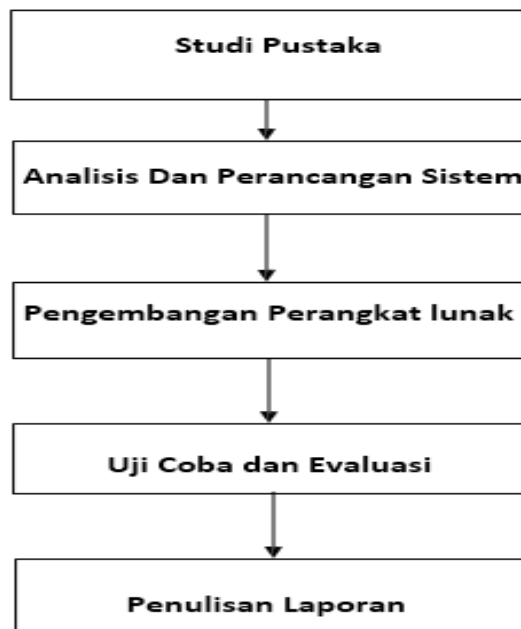 Studi Pustaka
Analisis Dan Perancangan Sistem
Pengembangan Perangkat lunak
Uji Coba dan Evaluasi
Penulisan Laporan